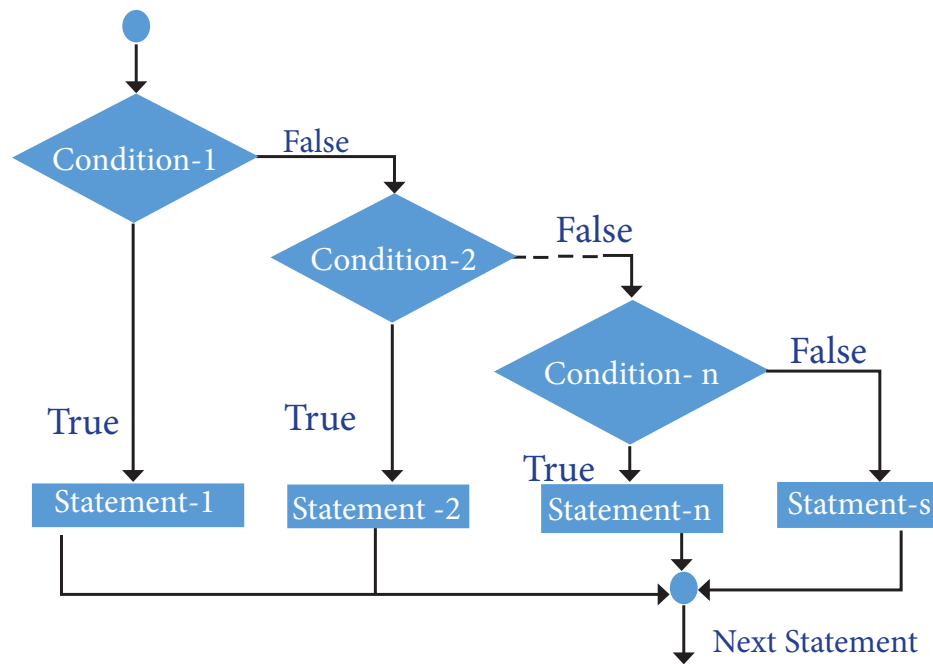 Condition-1
False
Condition-2
False
Condition- n
False
True
True
True
Statement-1
Statement -2
Statement-n
Statment-s
Next Statement